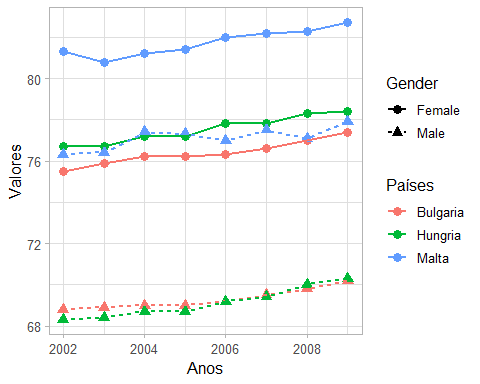 Valores
80
76
72
68
2002
2004
2006
2008
Anos
Gender
Female
Male
Países
Bulgaria
Hungria
Malta